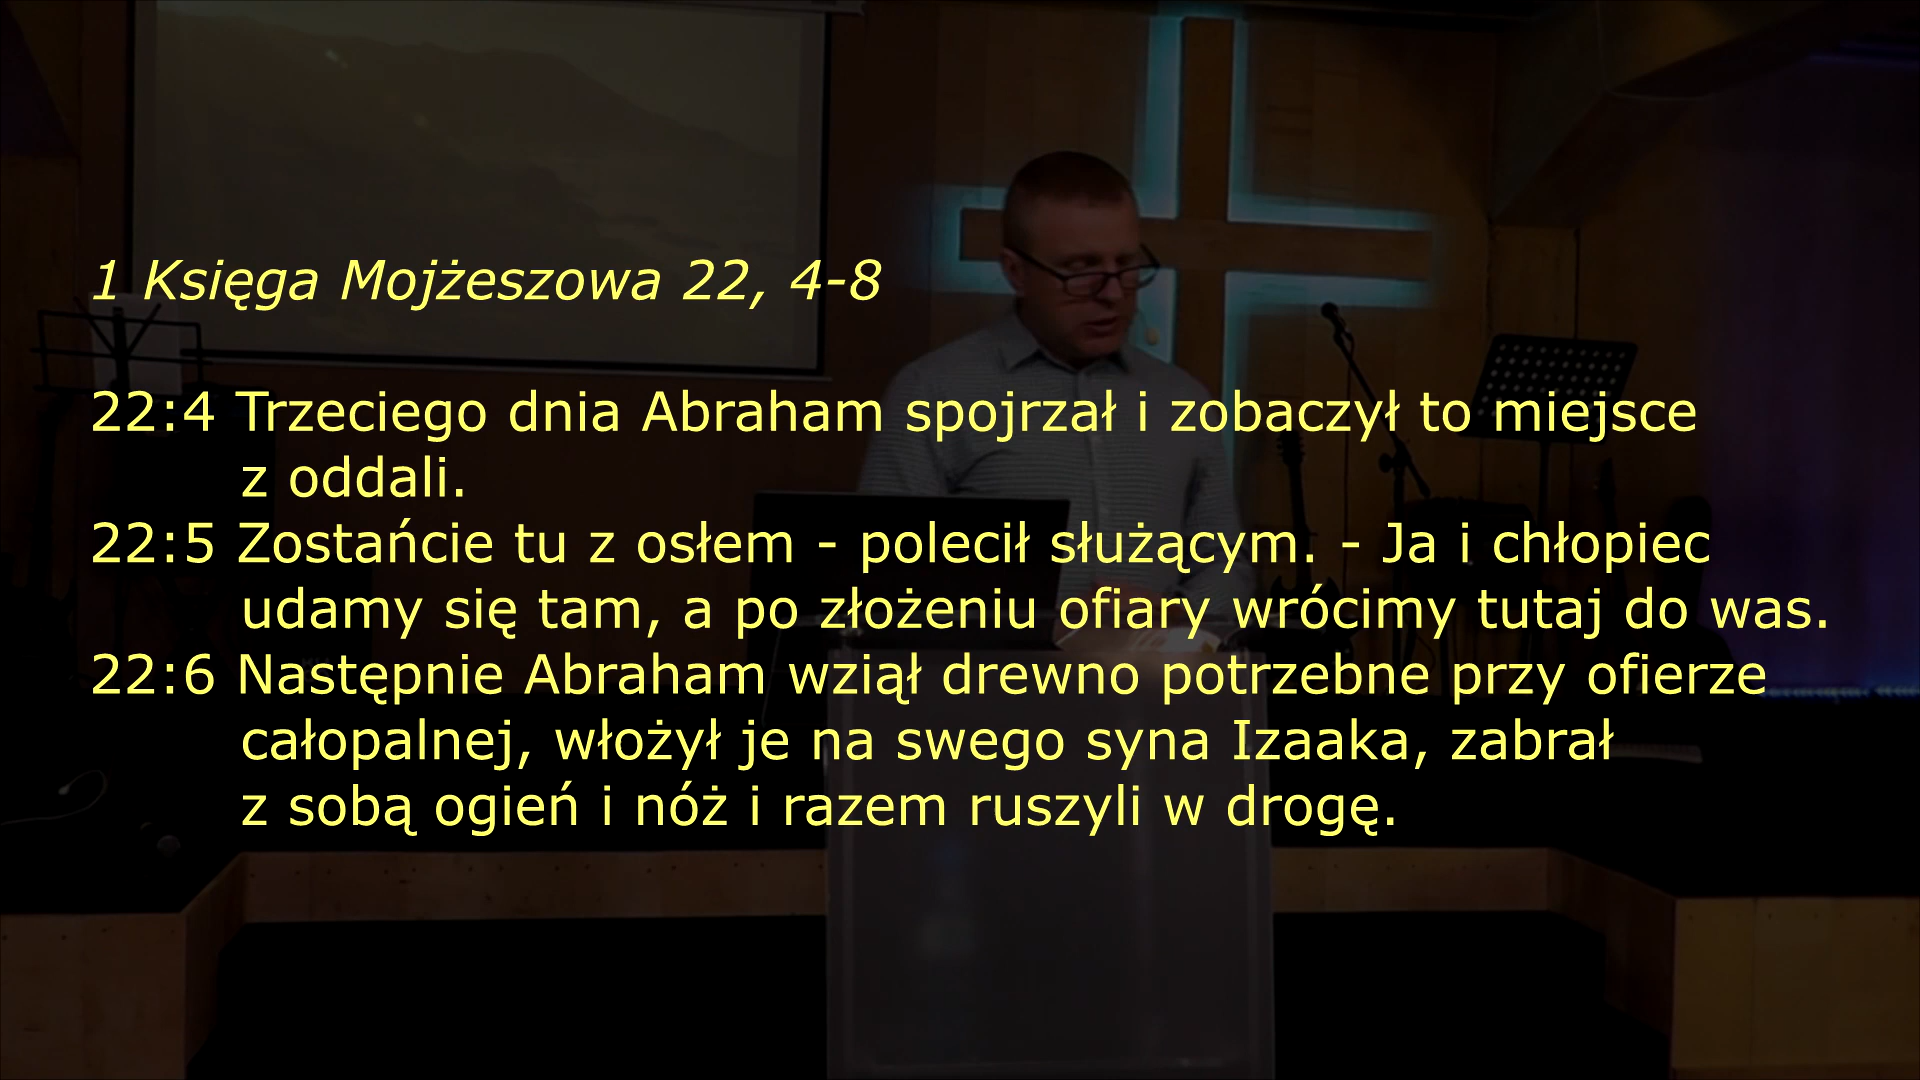 1 Księga Mojżeszowa 22, 4-8
22:4 Trzeciego dnia Abraham spojrzał i zobaczył to miejsce
z oddali.
22:5 Zostańcie tu z osłem - polecił służącym. - Ja i chłopiec
udamy się tam, a po złożeniu ofiary wrócimy tutaj do was.
22:6 Następnie Abraham wziął drewno potrzebne przy ofierze
całopalnej, włożył je na swego syna Izaaka, zabrał
z sobą ogień i nóż i razem ruszyli w drogę.